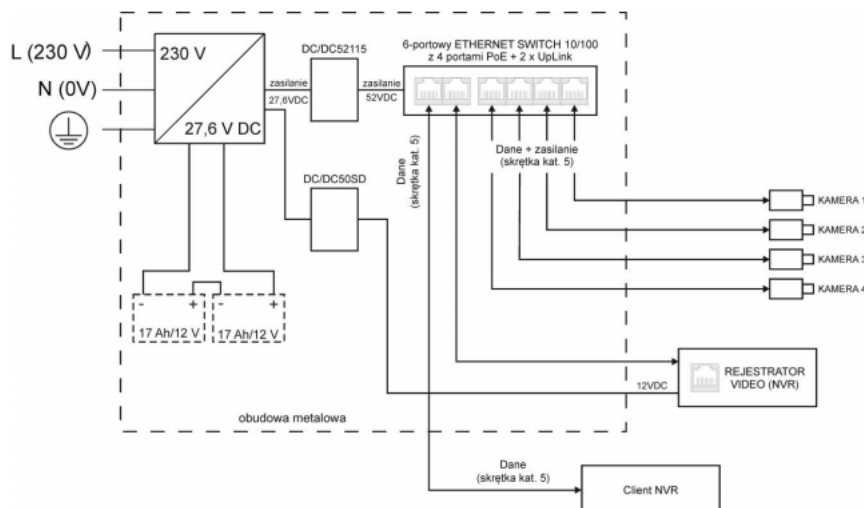 L (230 V)
N (0V)
230 V
27,6 V DC
DC/DC52115
zasilanie
27,6VDC
zasilanie
52VDC
6-portowy ETHERNET SWITCH 10/100
z 4 portami PoE + 2 x UpLink
Dane
(skrętka kat. 5)
Dane + zasilanie
(skrętka kat. 5)
DC/DC50SD
KAMERA 1
KAMERA 2
KAMERA 3
KAMERA 4
- +
17 Ah/12 V
- +
17 Ah/12 V
12VDC
REJESTRATOR
VIDEO (NVR)
obudowa metalowa
Dane
(skrętka kat. 5)
Client NVR